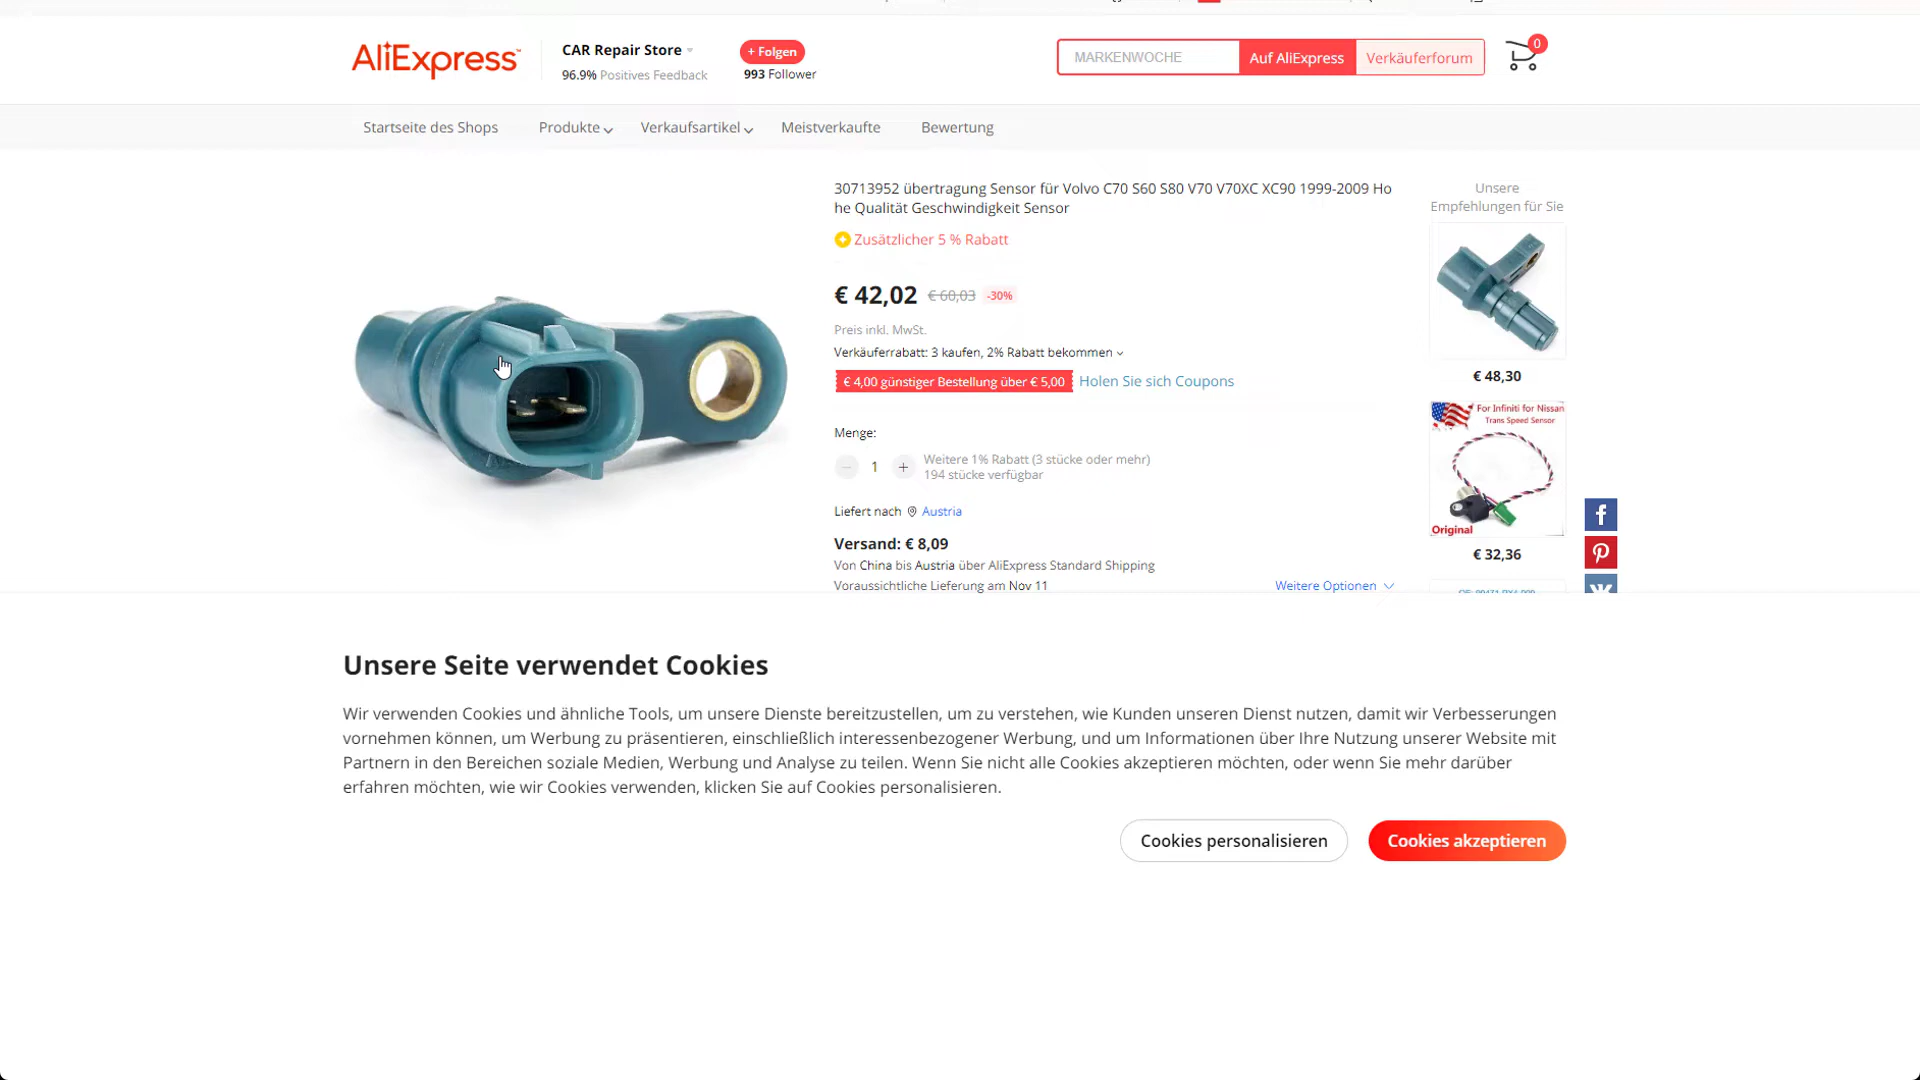 AliExpress
CAR Repair Store
96.9% Positives Feedback
+ Folgen
993 Follower
MARKENWOCHE
Auf AliExpress
Verkäuferforum
0
Startseite des Shops
Produkte
Verkaufsartikel
Meistverkaufte
Bewertung
30713952 übertragung Sensor für Volvo C70 S60 S80 V70 V70XC XC90 1999-2009 Ho
he Qualität Geschwindigkeit Sensor
Zusätzlicher 5 % Rabatt
€ 42,02 € 60,03 -30%
Preis inkl. MwSt.
Verkäuferrabatt: 3 kaufen, 2% Rabatt bekommen
€ 4,00 günstiger Bestellung über € 5,00 Holen Sie sich Coupons
Menge:
1
Weitere 1% Rabatt (3 stücke oder mehr)
194 stücke verfügbar
Liefert nach Austria
Versand: € 8,09
Von China bis Austria über AliExpress Standard Shipping
Voraussichtliche Lieferung am Nov 11
Weitere Optionen
Unsere
Empfehlungen für Sie
€ 48,30
For Infiniti for Nissan
Trans Speed Sensor
Original
€ 32,36
Unsere Seite verwendet Cookies
Wir verwenden Cookies und ähnliche Tools, um unsere Dienste bereitzustellen, um zu verstehen, wie Kunden unseren Dienst nutzen, damit wir Verbesserungen
vornehmen können, um Werbung zu präsentieren, einschließlich interessenbezogener Werbung, und um Informationen über Ihre Nutzung unserer Website mit
Partnern in den Bereichen soziale Medien, Werbung und Analyse zu teilen. Wenn Sie nicht alle Cookies akzeptieren möchten, oder wenn Sie mehr darüber
erfahren möchten, wie wir Cookies verwenden, klicken Sie auf Cookies personalisieren.
Cookies personalisieren
Cookies akzeptieren